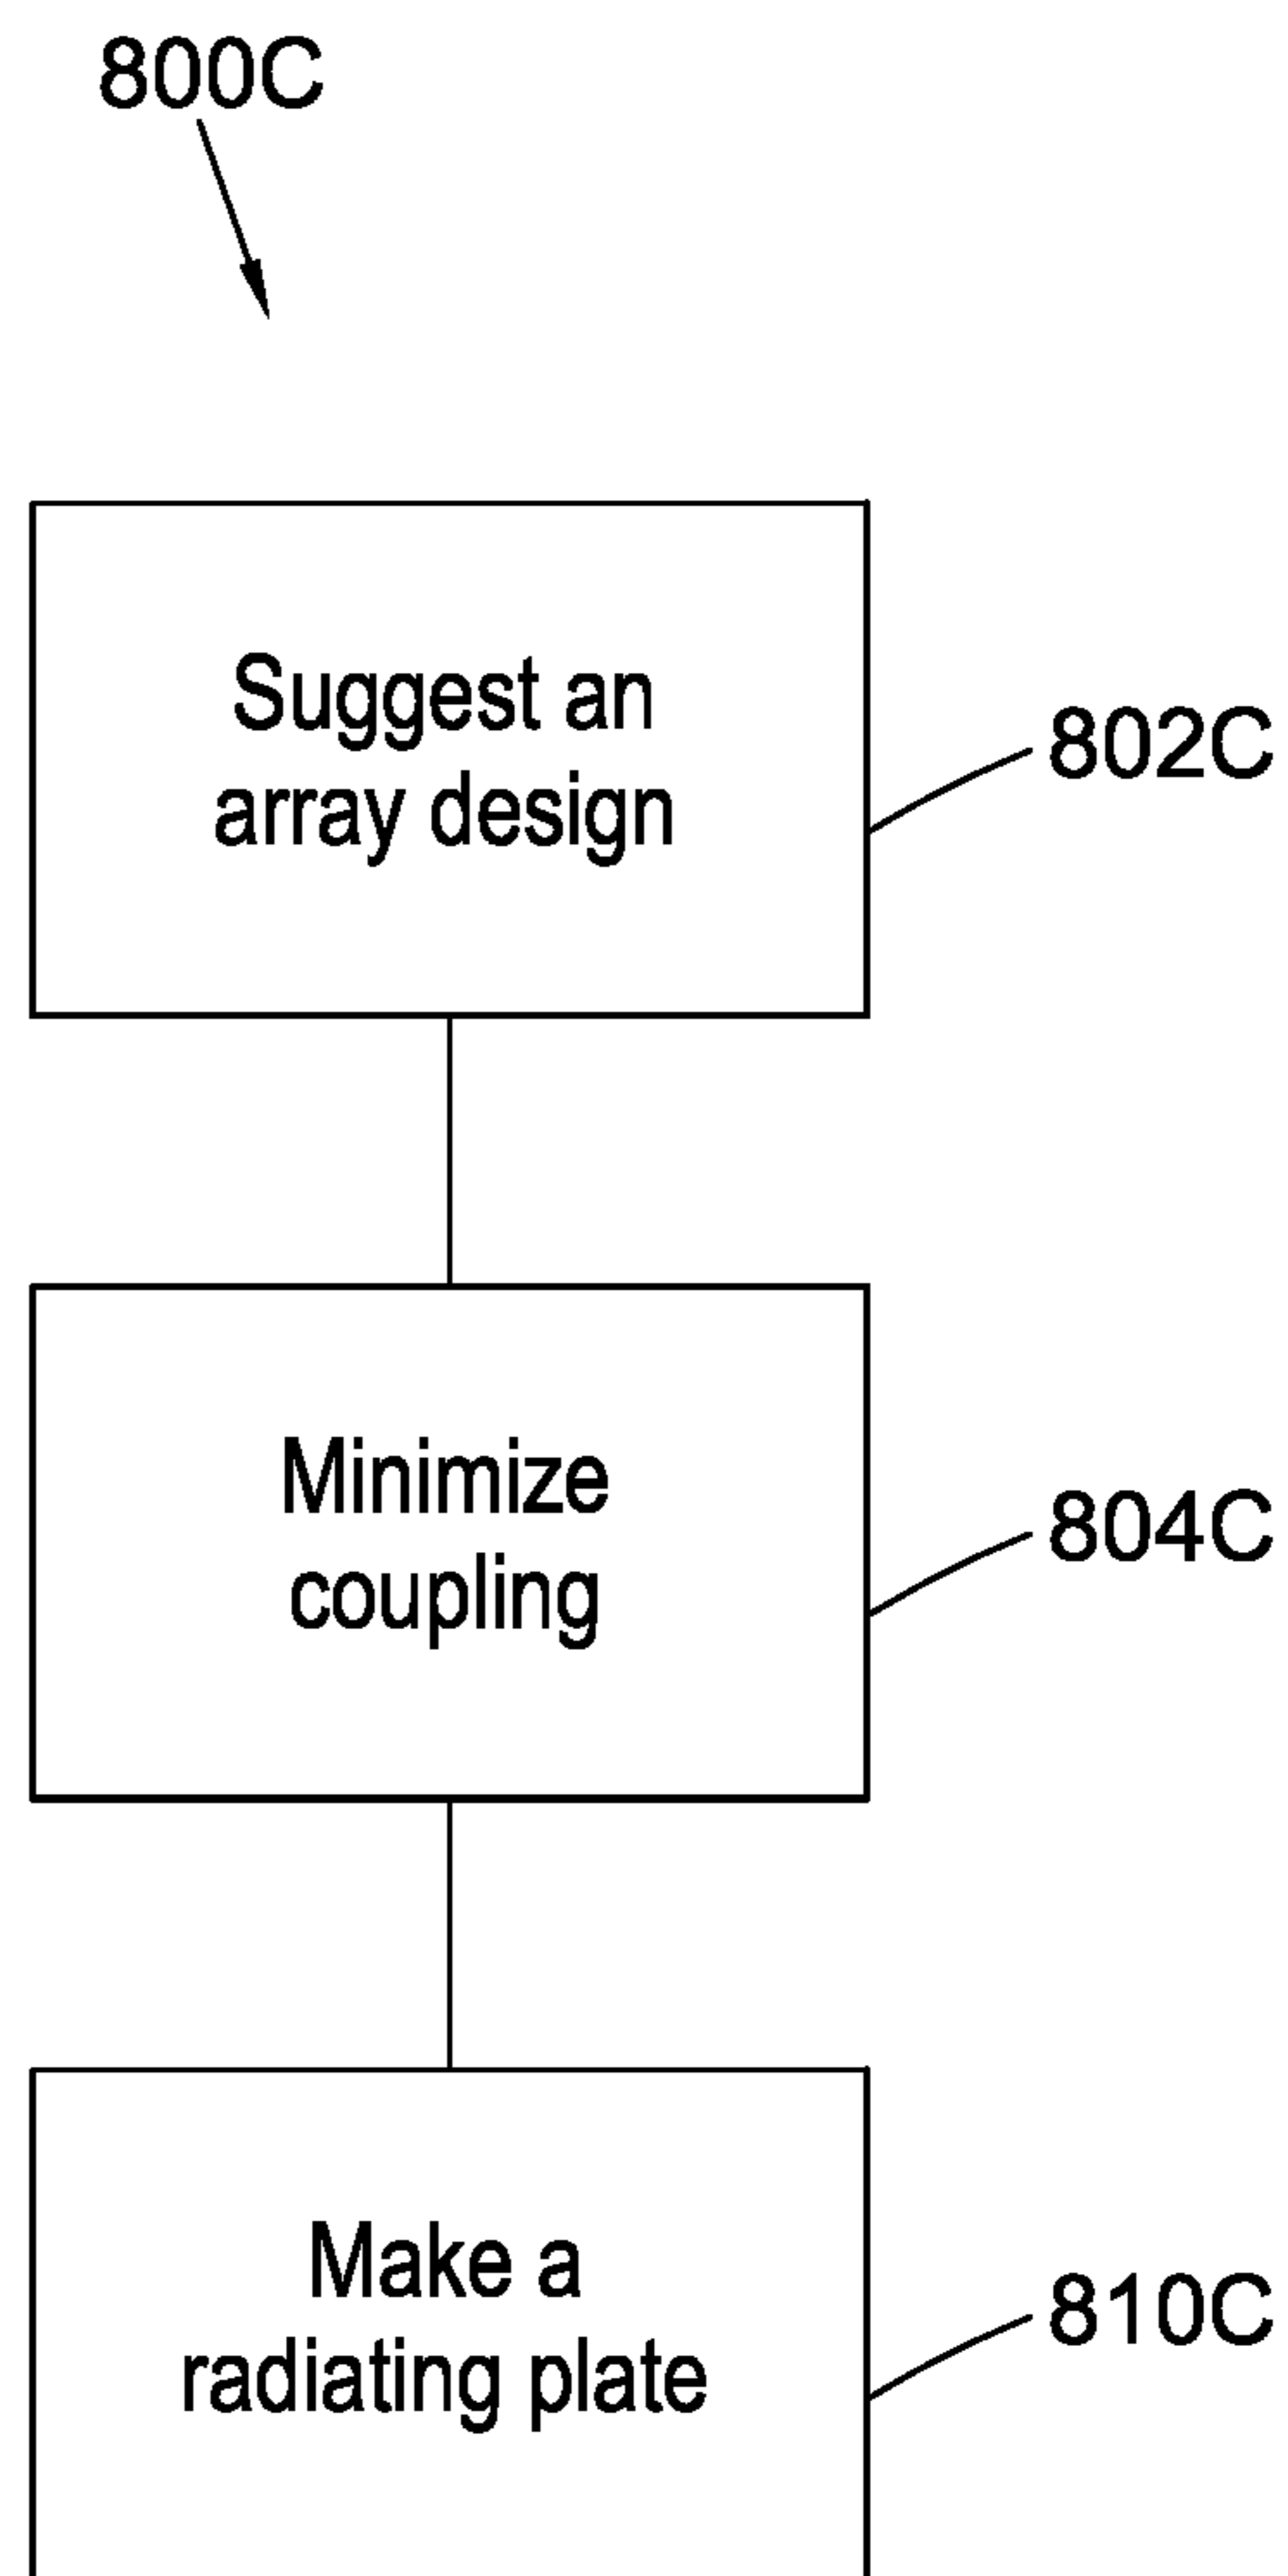 800C
Suggest an
array design
802C
Minimize
coupling
804C
Make a
radiating plate
810C